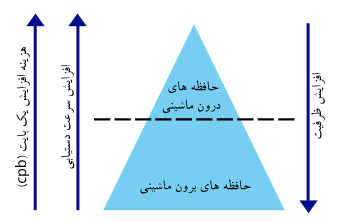 هزینه افزایش یک بایت (cpb)
افزایش سرعت دستیابی
حافظه های
درون ماشینی
حافظه های برون ماشینی
افزایش ظرفیت